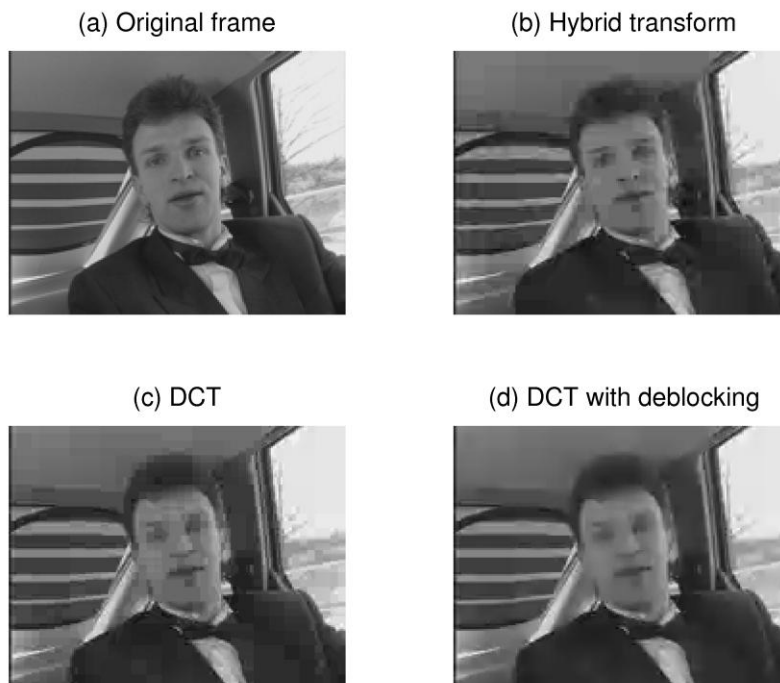 (a) Original frame
(b) Hybrid transform
(c) DCT
(d) DCT with deblocking